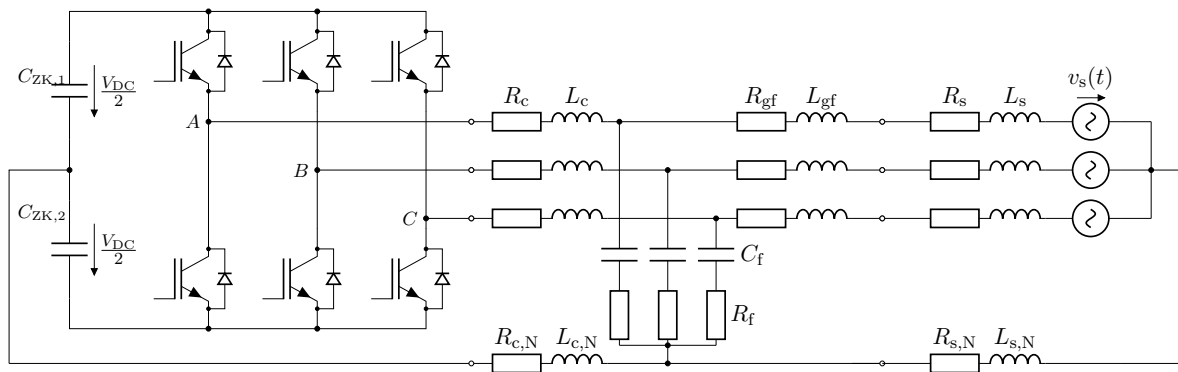 v_s(t)
R_c L_c R_gf L_gf R_s L_s
C_ZK,1 V_DC/2
A
B
C
C_ZK,2 V_DC/2
C_f
R_f
R_c,N L_c,N R_s,N L_s,N